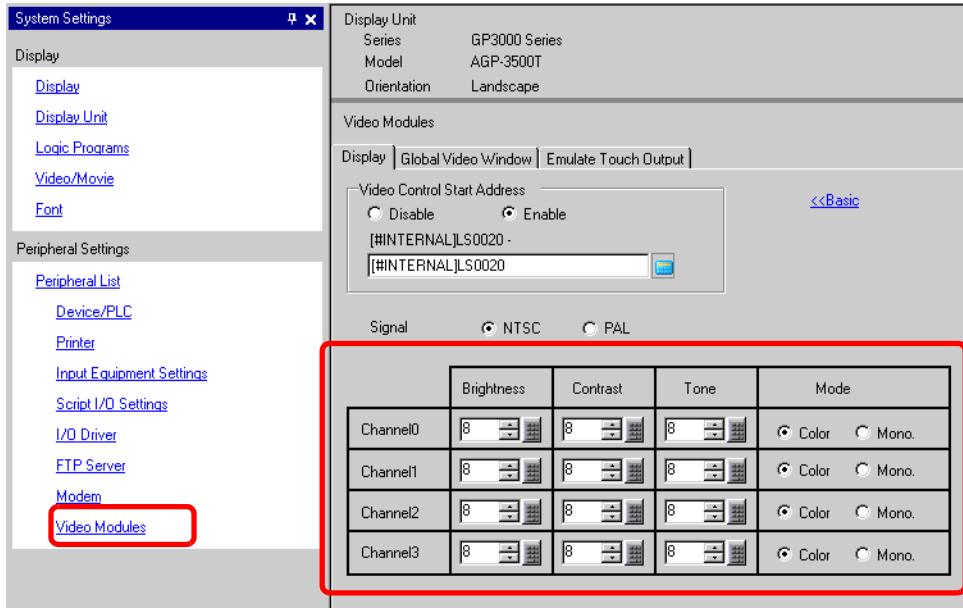 System Settings
Display
Display
Display Unit
Logic Programs
Video/Movie
Font
Peripheral Settings
Peripheral List
Device/PLC
Printer
Input Equipment Settings
Script I/O Settings
I/O Driver
FTP Server
Modem
Video Modules
Display Unit
Series GP3000 Series
Model AGP-3500T
Orientation Landscape
Video Modules
Display Global Video Window Emulate Touch Output
Video Control Start Address
Disable Enable
<<Basic
[#INTERNAL]LS0020 -
[#INTERNAL]LS0020
Signal NTSC PAL
Brightness Contrast Tone Mode
Channel0 8 8 8 Color Mono.
Channel1 8 8 8 Color Mono.
Channel2 8 8 8 Color Mono.
Channel3 8 8 8 Color Mono.